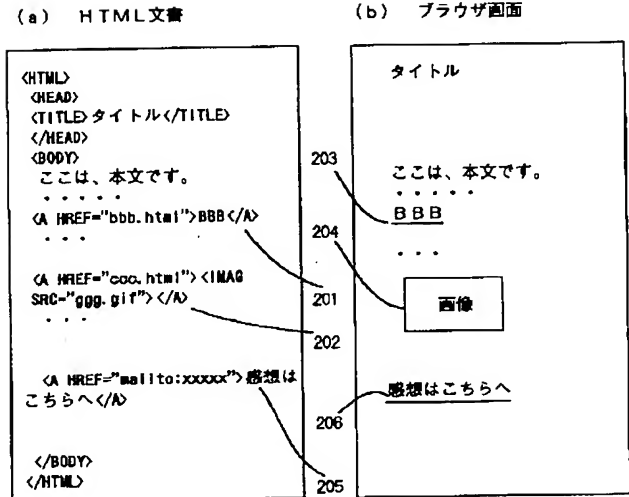 (a) HTML文書
<HTML>
<HEAD>
<TITLE>タイトル</TITLE>
</HEAD>
<BODY>
ここは、本文です。
・・・・・
<A HREF="bbb.html">BBB</A>
・・・
<A HREF="ccc.html"><IMAG
SRC="ggg.gif"></A>
・・・
<A HREF="mailto:xxxxx">感想は
こちらへ</A>
</BODY>
</HTML>
203
204
201
202
206
205
(b) ブラウザ画面
タイトル
ここは、本文です。
・・・・・
BBB
・・・
画像
感想はこちらへ